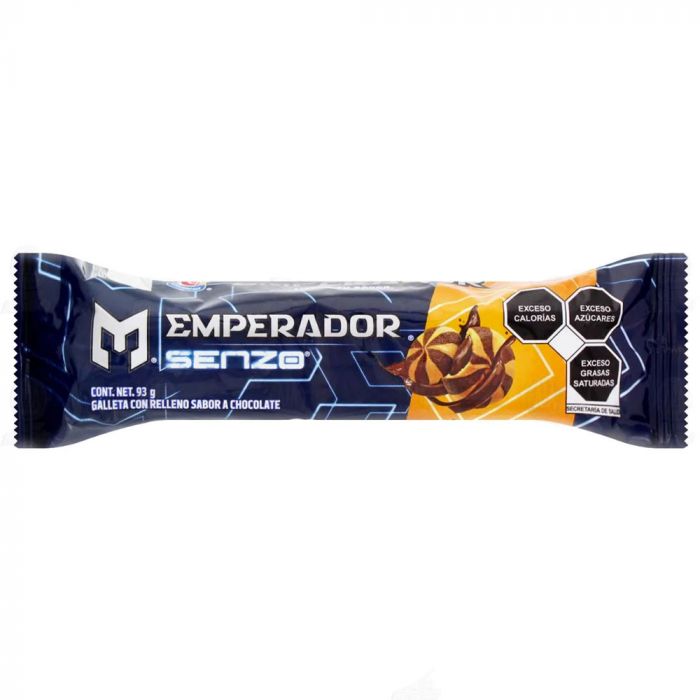 EMPERADOR®
SENZO®
CONT. NET. 93 g
GALLETA CON RELLENO SABOR A CHOCOLATE
EXCESO
CALORÍAS
EXCESO
AZÚCARES
EXCESO
GRASAS
SATURADAS
SECRETARÍA DE SALUD